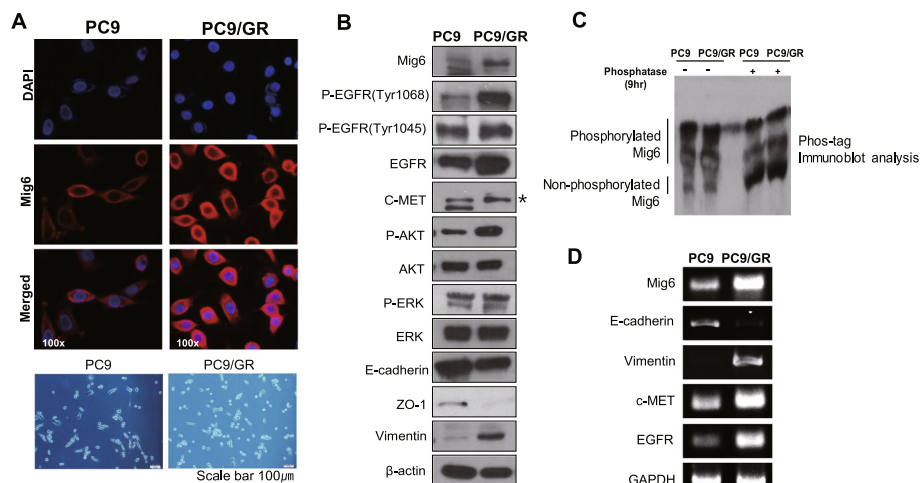 A
PC9
PC9/GR
DAPI
Mig6
Merged
100x
100x
PC9
PC9/GR
Scale bar 100㎛
B
PC9 PC9/GR
Mig6
P-EGFR(Tyr1068)
P-EGFR(Tyr1045)
EGFR
C-MET
*
P-AKT
AKT
P-ERK
ERK
E-cadherin
ZO-1
Vimentin
β-actin
C
PC9 PC9/GR PC9 PC9/GR
Phosphatase
(9hr)
- - + +
Phosphorylated
Mig6
Non-phosphorylated
Mig6
Phos-tag
Immunoblot analysis
D
PC9 PC9/GR
Mig6
E-cadherin
Vimentin
c-MET
EGFR
GAPDH